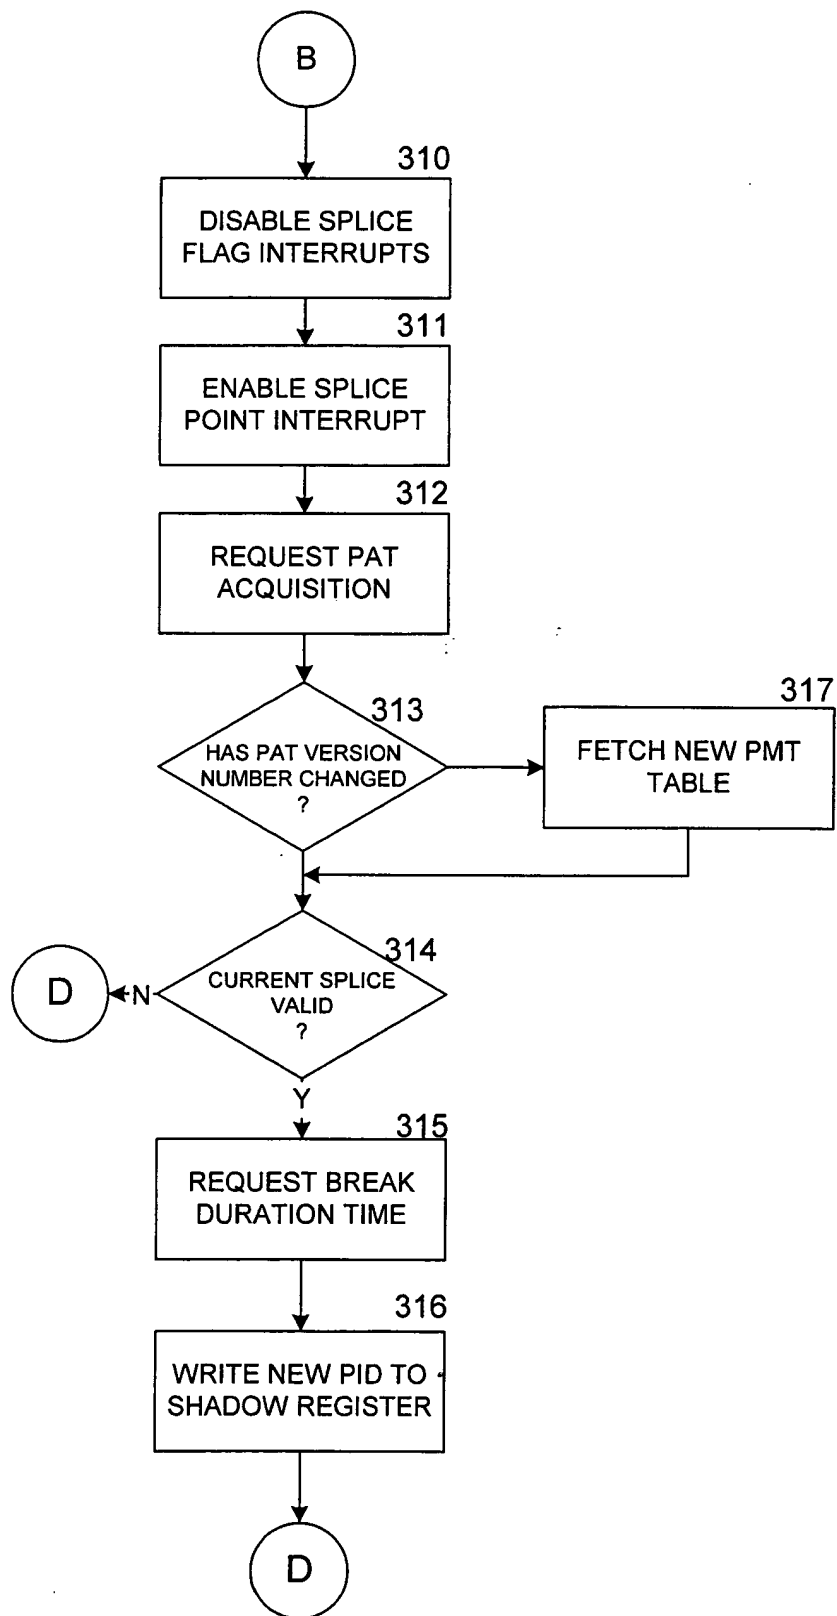 B
310
DISABLE SPLICE
FLAG INTERRUPTS
311
ENABLE SPLICE
POINT INTERRUPT
312
REQUEST PAT
ACQUISITION
313
HAS PAT VERSION
NUMBER CHANGED
?
317
FETCH NEW PMT
TABLE
314
CURRENT SPLICE
VALID
?
N
D
Y
315
REQUEST BREAK
DURATION TIME
316
WRITE NEW PID TO
SHADOW REGISTER
D